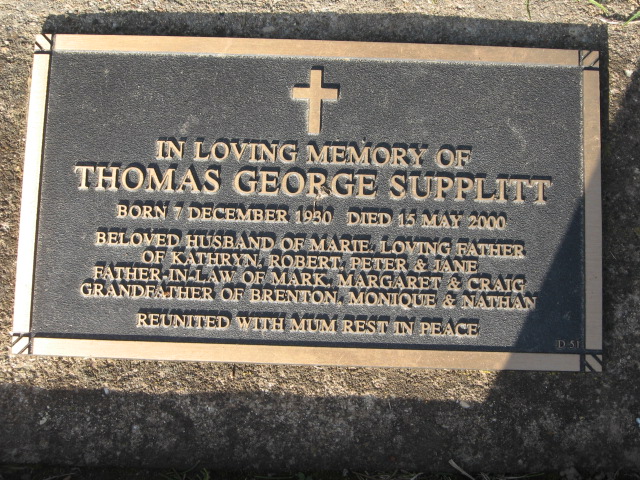 IN LOVING MEMORY OF
THOMAS GEORGE SUPPLITT
BORN 7 DECEMBER 1930 DIED 15 MAY 2000
BELOVED HUSBAND OF MARIE. LOVING FATHER
OF KATHRYN, ROBERT, PETER & JANE
FATHER-IN-LAW OF MARK, MARGARET & CRAIG
GRANDFATHER OF BRENTON, MONIQUE & NATHAN
REUNITED WITH MUM REST IN PEACE
D 51